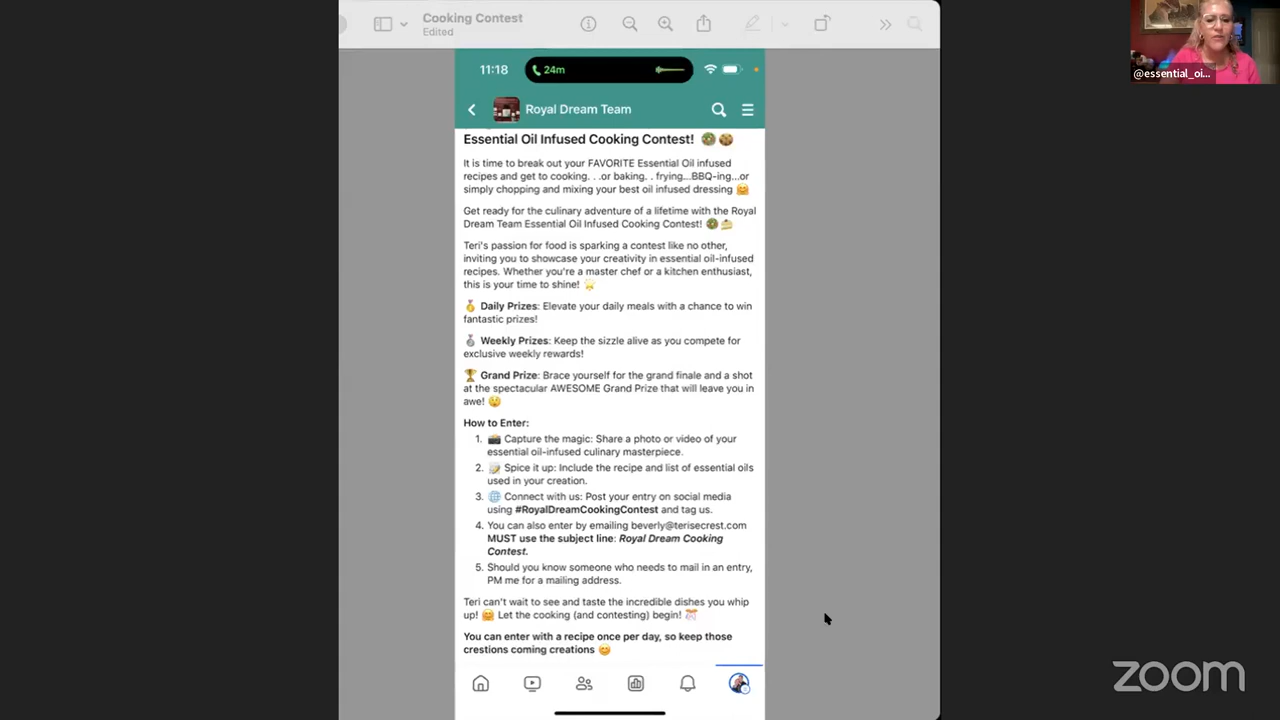 Cooking Contest
Edited
@essential_oi...
11:18
24m
Royal Dream Team
Essential Oil Infused Cooking Contest!
It is time to break out your FAVORITE Essential Oil infused
recipes and get to cooking. . .or baking. . frying...BBQ-ing...or
simply chopping and mixing your best oil infused dressing
Get ready for the culinary adventure of a lifetime with the Royal
Dream Team Essential Oil Infused Cooking Contest!
Teri's passion for food is sparking a contest like no other,
inviting you to showcase your creativity in essential oil-infused
recipes. Whether you're a master chef or a kitchen enthusiast,
this is your time to shine!
Daily Prizes: Elevate your daily meals with a chance to win
fantastic prizes!
Weekly Prizes: Keep the sizzle alive as you compete for
exclusive weekly rewards!
Grand Prize: Brace yourself for the grand finale and a shot
at the spectacular AWESOME Grand Prize that will leave you in
awe!
How to Enter:
1. Capture the magic: Share a photo or video of your
essential oil-infused culinary masterpiece.
2. Spice it up: Include the recipe and list of essential oils
used in your creation.
3. Connect with us: Post your entry on social media
using #RoyalDreamCookingContest and tag us.
4. You can also enter by emailing beverly@terisecrest.com
MUST use the subject line: Royal Dream Cooking
Contest.
5. Should you know someone who needs to mail in an entry,
PM me for a mailing address.
Teri can't wait to see and taste the incredible dishes you whip
up! Let the cooking (and contesting) begin!
You can enter with a recipe once per day, so keep those
crestions coming creations
zoom